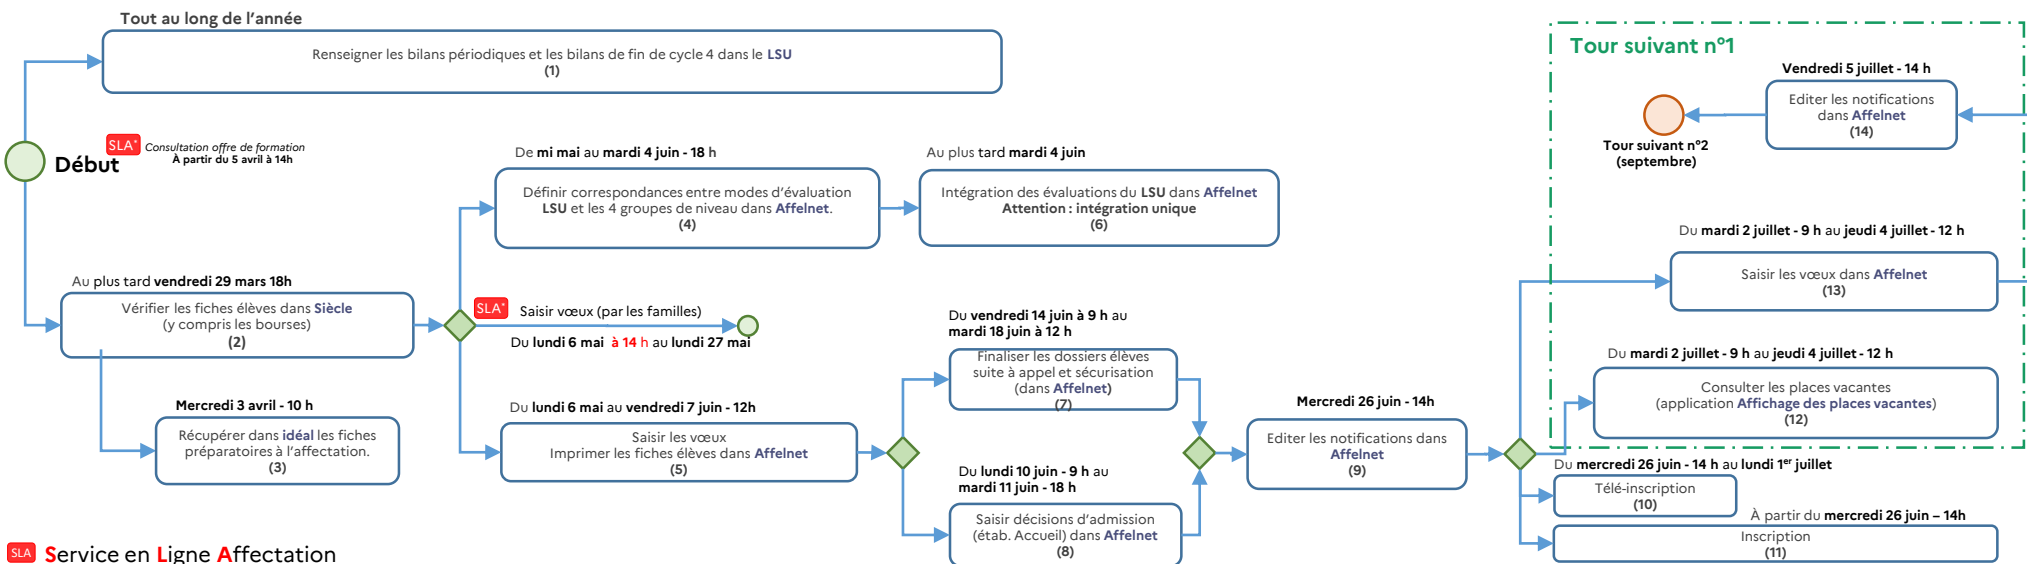 Tout au long de l'année
Renseigner les bilans périodiques et les bilans de fin de cycle 4 dans le LSU
(1)
Début
SLA*
Consultation offre de formation
À partir du 5 avril à 14h
Au plus tard vendredi 29 mars 18h
Vérifier les fiches élèves dans Siècle
(y compris les bourses)
(2)
Mercredi 3 avril - 10 h
Récupérer dans idéal les fiches
préparatoires à l'affectation.
(3)
De mi mai au mardi 4 juin - 18 h
Définir correspondances entre modes d'évaluation
LSU et les 4 groupes de niveau dans Affelnet.
(4)
Au plus tard mardi 4 juin
Intégration des évaluations du LSU dans Affelnet
Attention : intégration unique
(6)
SLA*
Saisir vœux (par les familles)
Du lundi 6 mai à 14 h au lundi 27 mai
Du lundi 6 mai au vendredi 7 juin - 12h
Saisir les vœux
Imprimer les fiches élèves dans Affelnet
(5)
Du vendredi 14 juin à 9 h au
mardi 18 juin à 12 h
Finaliser les dossiers élèves
suite à appel et sécurisation
(dans Affelnet)
(7)
Du lundi 10 juin - 9 h au
mardi 11 juin - 18 h
Saisir décisions d'admission
(étab. Accueil) dans Affelnet
(8)
Mercredi 26 juin - 14h
Editer les notifications dans
Affelnet
(9)
Tour suivant n°1
Vendredi 5 juillet - 14 h
Editer les notifications
dans Affelnet
(14)
Tour suivant n°2
(septembre)
Du mardi 2 juillet - 9 h au jeudi 4 juillet - 12 h
Saisir les vœux dans Affelnet
(13)
Du mardi 2 juillet - 9 h au jeudi 4 juillet - 12 h
Consulter les places vacantes
(application Affichage des places vacantes)
(12)
Du mercredi 26 juin - 14 h au lundi 1er juillet
Télé-inscription
(10)
À partir du mercredi 26 juin – 14h
Inscription
(11)
SLA Service en Ligne Affectation